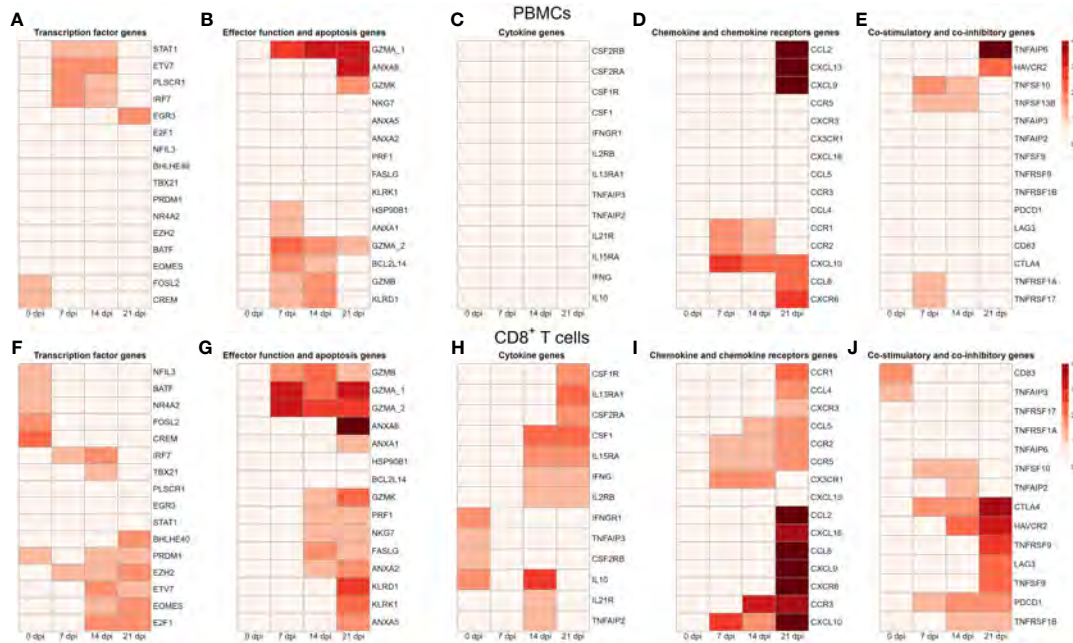 PBMCs
A
Transcription factor genes
STAT1
ETV7
PLSCR1
IRF7
EGR3
E2F1
NFIL3
BHLHE40
TBX21
PRDM1
NR4A2
EZH2
BATF
EOMES
FOSL2
CREM
0 dpi 7 dpi 14 dpi 21 dpi
B
Effector function and apoptosis genes
GZMA_1
ANXA8
GZMK
NKG7
ANXA5
ANXA2
PRF1
FASLG
KLRK1
HSP90B1
ANXA1
GZMA_2
BCL2L14
GZMB
KLRD1
0 dpi 7 dpi 14 dpi 21 dpi
C
Cytokine genes
CSF2RB
CSF2RA
CSF1R
CSF1
IFNGR1
IL2RB
IL13RA1
TNFAIP3
TNFAIP2
IL21R
IL15RA
IFNG
IL10
0 dpi 7 dpi 14 dpi 21 dpi
D
Chemokine and chemokine receptors genes
CCL2
CXCL13
CXCL9
CCR5
CXCR3
CX3CR1
CXCL16
CCL5
CCR3
CCL4
CCR1
CCR2
CXCL10
CCL8
CXCR6
0 dpi 7 dpi 14 dpi 21 dpi
E
Co-stimulatory and co-inhibitory genes
TNFAIP6
HAVCR2
TNFSF10
TNFSF13B
TNFAIP3
TNFAIP2
TNFSF9
TNFRSF9
TNFRSF1B
PDCD1
LAG3
CD83
CTLA4
TNFRSF1A
TNFRSF17
0 dpi 7 dpi 14 dpi 21 dpi
CD8+ T cells
F
Transcription factor genes
NFIL3
BATF
NR4A2
FOSL2
CREM
IRF7
TBX21
PLSCR1
EGR3
STAT1
BHLHE40
PRDM1
EZH2
ETV7
EOMES
E2F1
0 dpi 7 dpi 14 dpi 21 dpi
G
Effector function and apoptosis genes
GZMB
GZMA_1
GZMA_2
ANXA8
ANXA1
HSP90B1
BCL2L14
GZMK
PRF1
NKG7
FASLG
ANXA2
KLRD1
KLRK1
ANXA5
0 dpi 7 dpi 14 dpi 21 dpi
H
Cytokine genes
CSF1R
IL13RA1
CSF2RA
CSF1
IL15RA
IFNG
IL2RB
IFNGR1
TNFAIP3
CSF2RB
IL10
IL21R
TNFAIP2
0 dpi 7 dpi 14 dpi 21 dpi
I
Chemokine and chemokine receptors genes
CCR1
CCL4
CXCR3
CCL5
CCR2
CCR5
CX3CR1
CXCL13
CCL2
CXCL16
CCL8
CXCL9
CXCR6
CCR3
CXCL10
0 dpi 7 dpi 14 dpi 21 dpi
J
Co-stimulatory and co-inhibitory genes
CD83
TNFAIP3
TNFRSF17
TNFRSF1A
TNFAIP6
TNFSF10
TNFAIP2
CTLA4
HAVCR2
TNFRSF9
LAG3
TNFSF9
PDCD1
TNFRSF1B
0 dpi 7 dpi 14 dpi 21 dpi